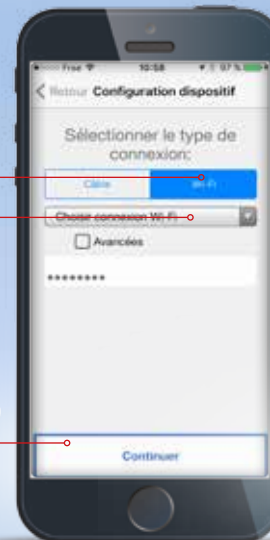 Free 10:58 97 %
Retour Configuration dispositif
Sélectionner le type de
connexion:
Câble Wi-Fi
Choisir connexion Wi-Fi
Avancées
••••••••
Continuer